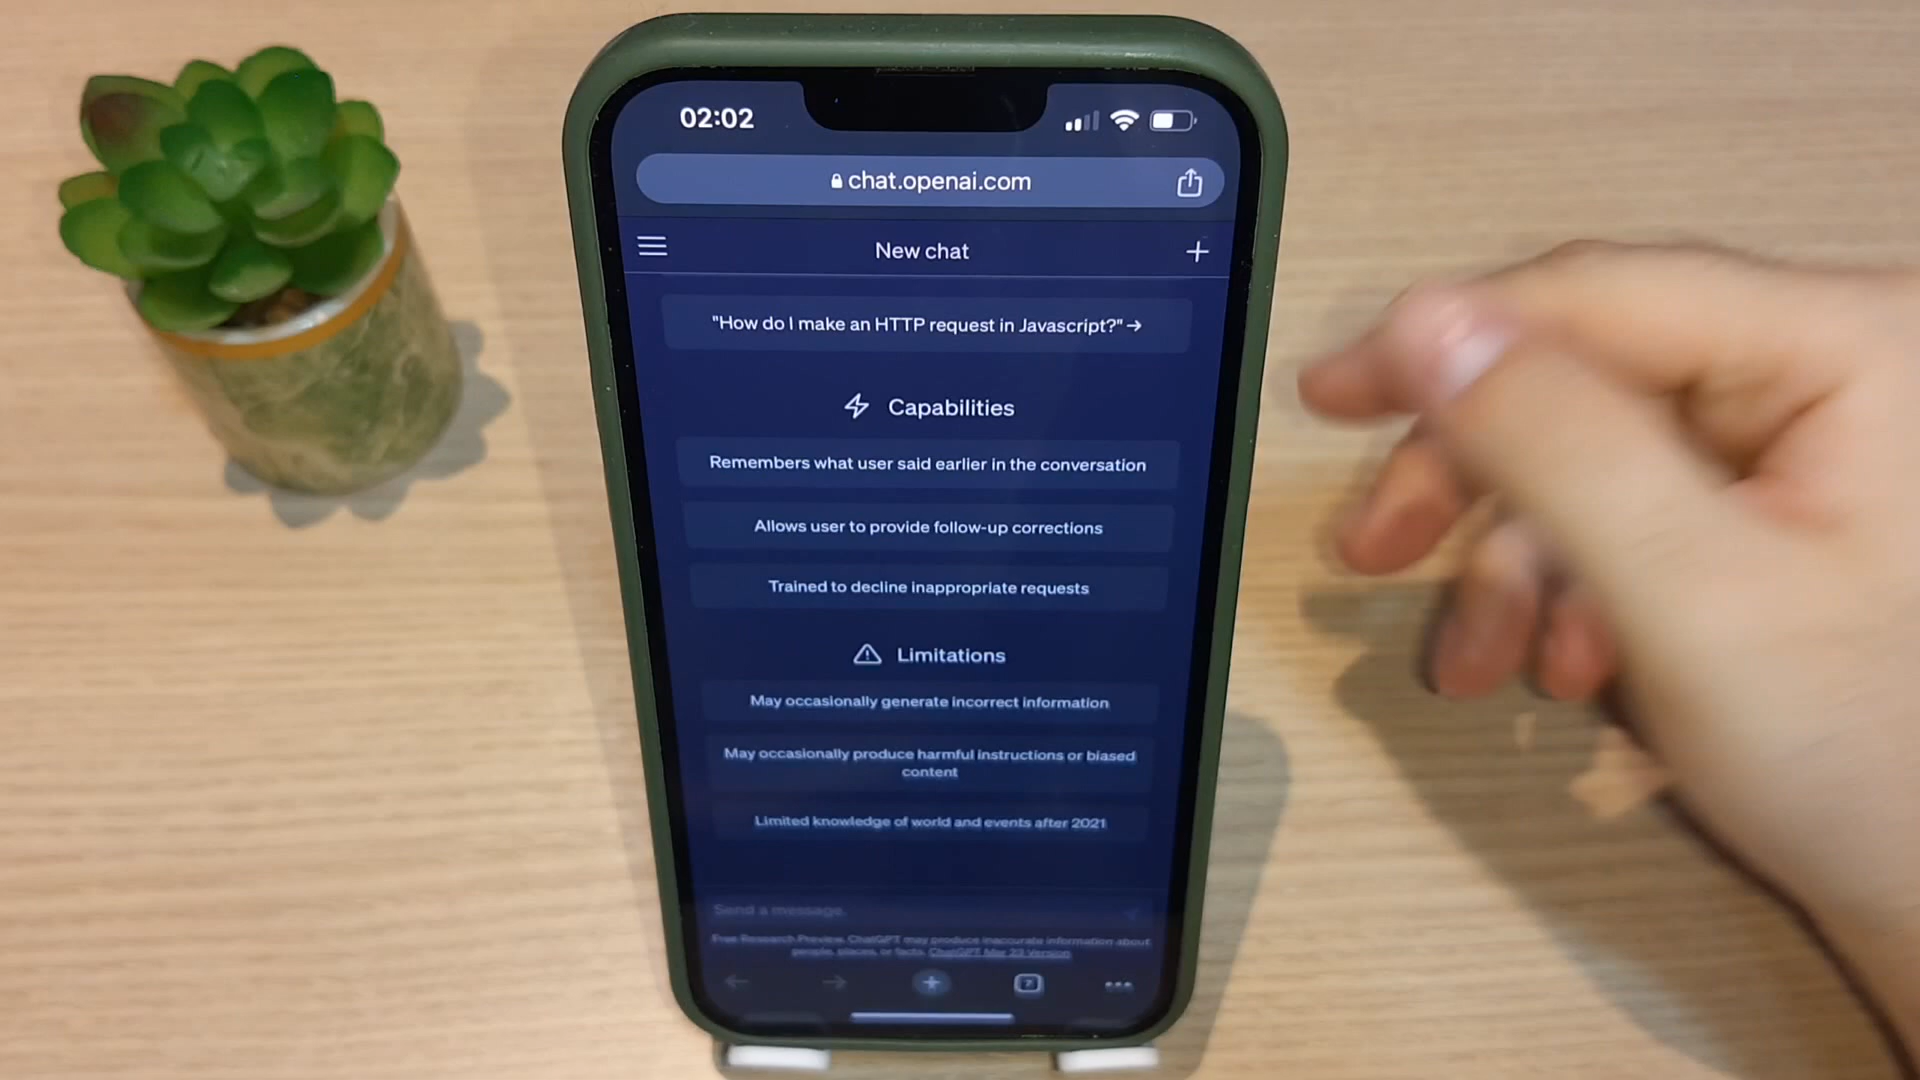 02:02
chat.openai.com
New chat
"How do I make an HTTP request in Javascript?" →
Capabilities
Remembers what user said earlier in the conversation
Allows user to provide follow-up corrections
Trained to decline inappropriate requests
Limitations
May occasionally generate incorrect information
May occasionally produce harmful instructions or biased
content
Limited knowledge of world and events after 2021
Send a message.
Free Research Preview. ChatGPT may produce inaccurate information about
people, places, or facts. ChatGPT Mar 23 Version